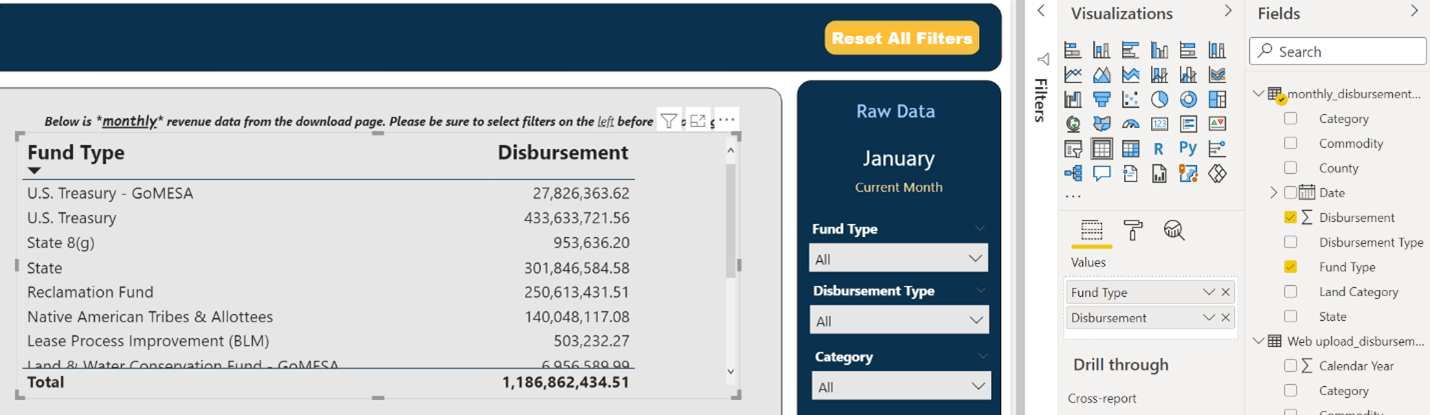 Reset All Filters
Below is *monthly* revenue data from the download page. Please be sure to select filters on the left before
Fund Type Disbursement
U.S. Treasury - GoMESA 27,826,363.62
U.S. Treasury 433,633,721.56
State 8(g) 953,636.20
State 301,846,584.58
Reclamation Fund 250,613,431.51
Native American Tribes & Allottees 140,048,117.08
Lease Process Improvement (BLM) 503,232.27
Land & Water Conservation Fund - GoMESA 6,956,589.99
Total 1,186,862,434.51
Raw Data
January
Current Month
Fund Type
All
Disbursement Type
All
Category
All
Filters
Visualizations
R Py
...
Values
Fund Type
Disbursement
Drill through
Cross-report
Fields
Search
monthly_disbursement...
Category
Commodity
County
Date
Disbursement
Disbursement Type
Fund Type
Land Category
State
Web upload_disbursem...
Calendar Year
Category
Commodity